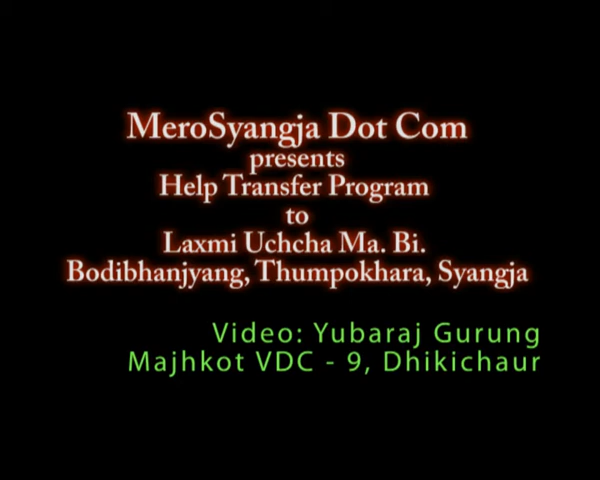 MeroSyangja Dot Com
presents
Help Transfer Program
to
Laxmi Uchcha Ma. Bi.
Bodibhanjyang, Thumpokhara, Syangja
Video: Yubaraj Gurung
Majhkot VDC - 9, Dhikichaur